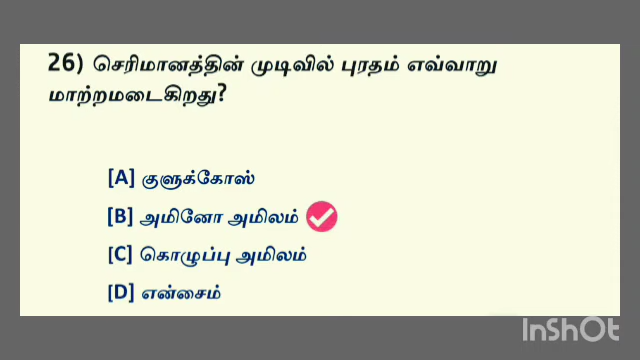 26) செரிமானத்தின் முடிவில் புரதம் எவ்வாறு
மாற்றமடைகிறது?
[A] குளுக்கோஸ்
[B] அமினோ அமிலம்
[C] கொழுப்பு அமிலம்
[D] என்சைம்
InShOt